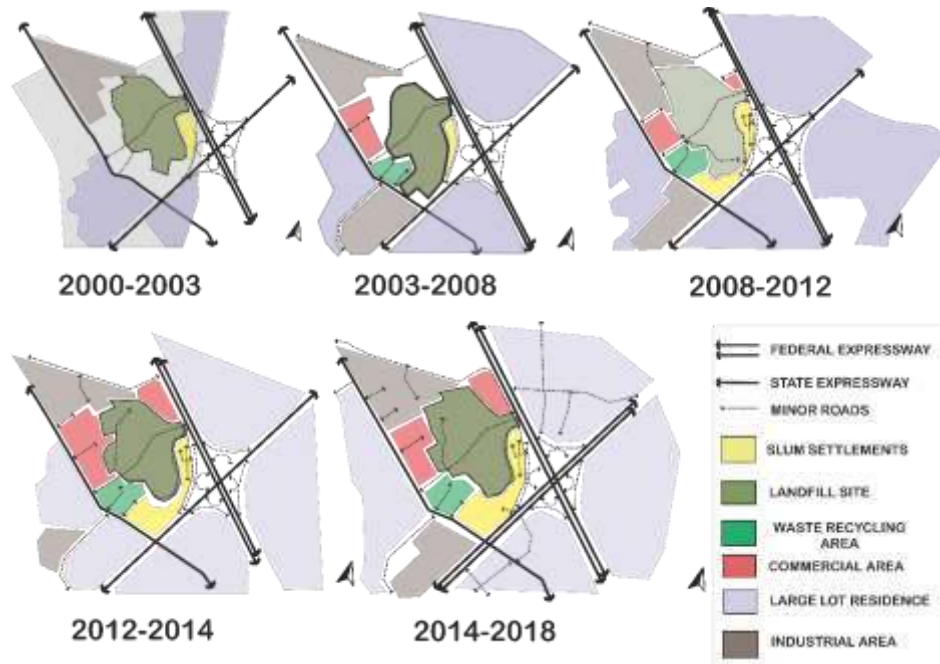 2000-2003
2003-2008
2008-2012
2012-2014
2014-2018
FEDERAL EXPRESSWAY
STATE EXPRESSWAY
MINOR ROADS
SLUM SETTLEMENTS
LANDFILL SITE
WASTE RECYCLING
AREA
COMMERCIAL AREA
LARGE LOT RESIDENCE
INDUSTRIAL AREA